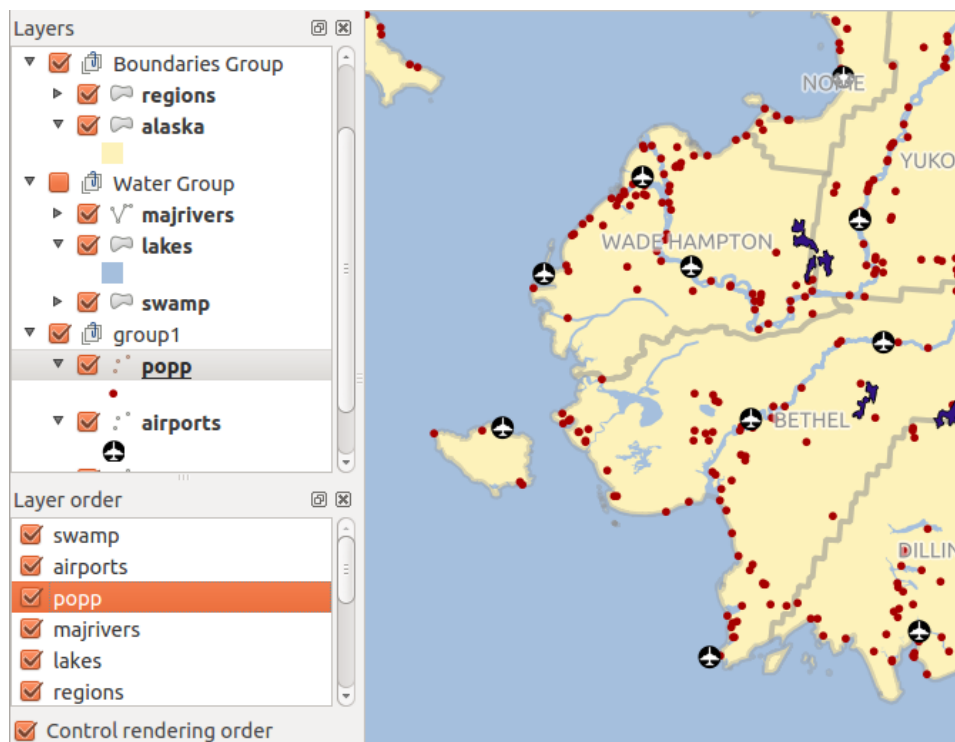 Layers
Boundaries Group
regions
alaska
Water Group
majrivers
lakes
swamp
group1
popp
airports
Layer order
swamp
airports
popp
majrivers
lakes
regions
Control rendering order
NOME
YUKO
WADE HAMPTON
BETHEL
DILLIN